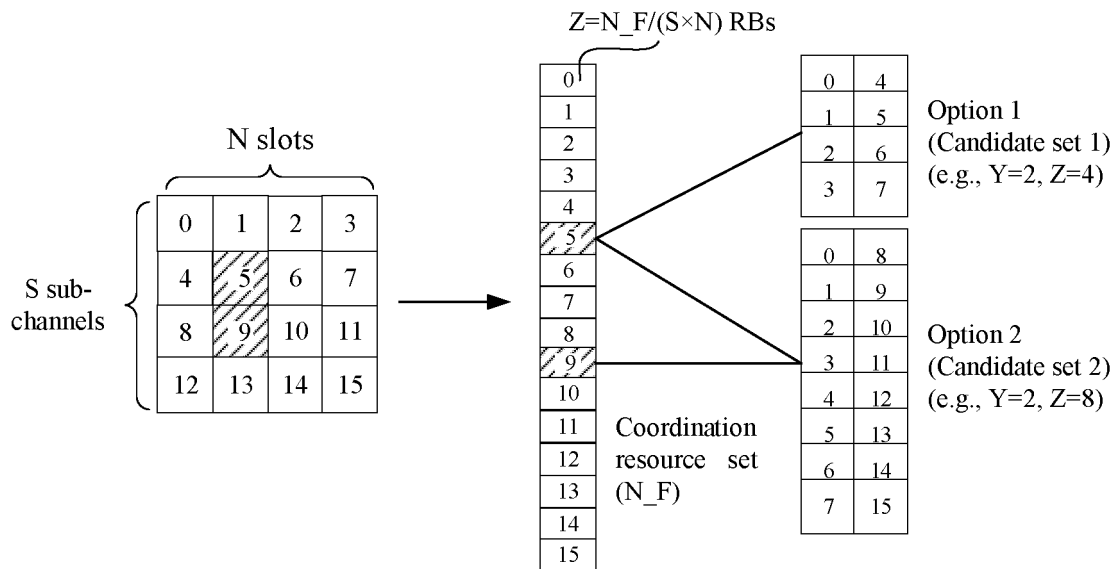 Z=N_F/(S×N) RBs
N slots
S sub-
channels
0 1 2 3
4 5 6 7
8 9 10 11
12 13 14 15
0
1
2
3
4
5
6
7
8
9
10
11
12
13
14
15
Coordination
resource set
(N_F)
0 4
1 5
2 6
3 7
Option 1
(Candidate set 1)
(e.g., Y=2, Z=4)
0 8
1 9
2 10
3 11
4 12
5 13
6 14
7 15
Option 2
(Candidate set 2)
(e.g., Y=2, Z=8)